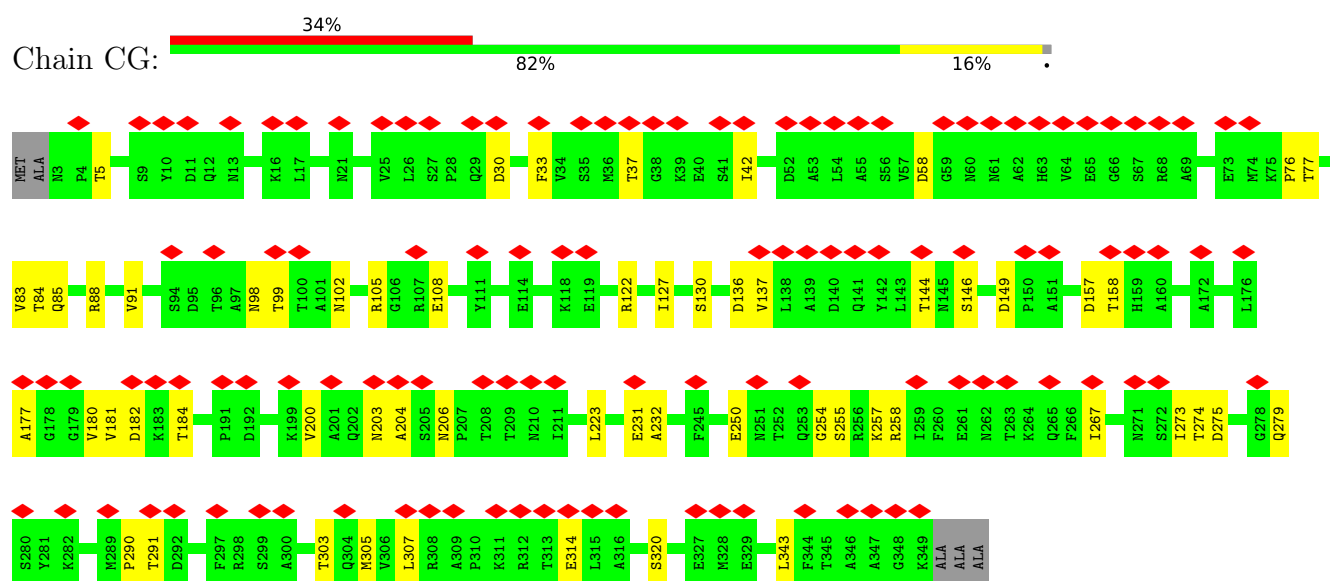 34%
Chain CG:
82% 16% •
MET ALA N3 P4 T5 S9 Y10 D11 Q12 N13 K16 L17 N21 V25 L26 S27 P28 Q29 D30 F33 V34 S35 M36 T37 G38 K39 E40 S41 I42 D52 A53 L54 A55 S56 V57 D58 G59 N60 N61 A62 H63 V64 E65 G66 S67 R68 A69 E73 M74 K75 P76 T77
V83 T84 Q85 R88 V91 S94 D95 T96 A97 N98 T99 T100 A101 N102 R105 G106 R107 E108 Y111 E114 K118 E119 R122 I127 S130 D136 V137 L138 A139 D140 Q141 Y142 L143 T144 N145 S146 D149 P150 A151 D157 T158 H159 A160 A172 L176
A177 G178 G179 V180 V181 D182 K183 T184 P191 D192 K199 V200 A201 Q202 N203 A204 S205 N206 P207 T208 T209 N210 I211 L223 E231 A232 F245 E250 N251 T252 Q253 G254 S255 R256 K257 R258 I259 F260 E261 N262 T263 K264 Q265 F266 I267 N271 S272 I273 T274 D275 G278 Q279
S280 Y281 K282 M289 P290 T291 D292 F297 R298 S299 A300 T303 Q304 M305 V306 L307 R308 A309 P310 K311 R312 T313 E314 L315 A316 S320 E327 M328 E329 L343 F344 T345 A346 A347 G348 K349 ALA ALA ALA